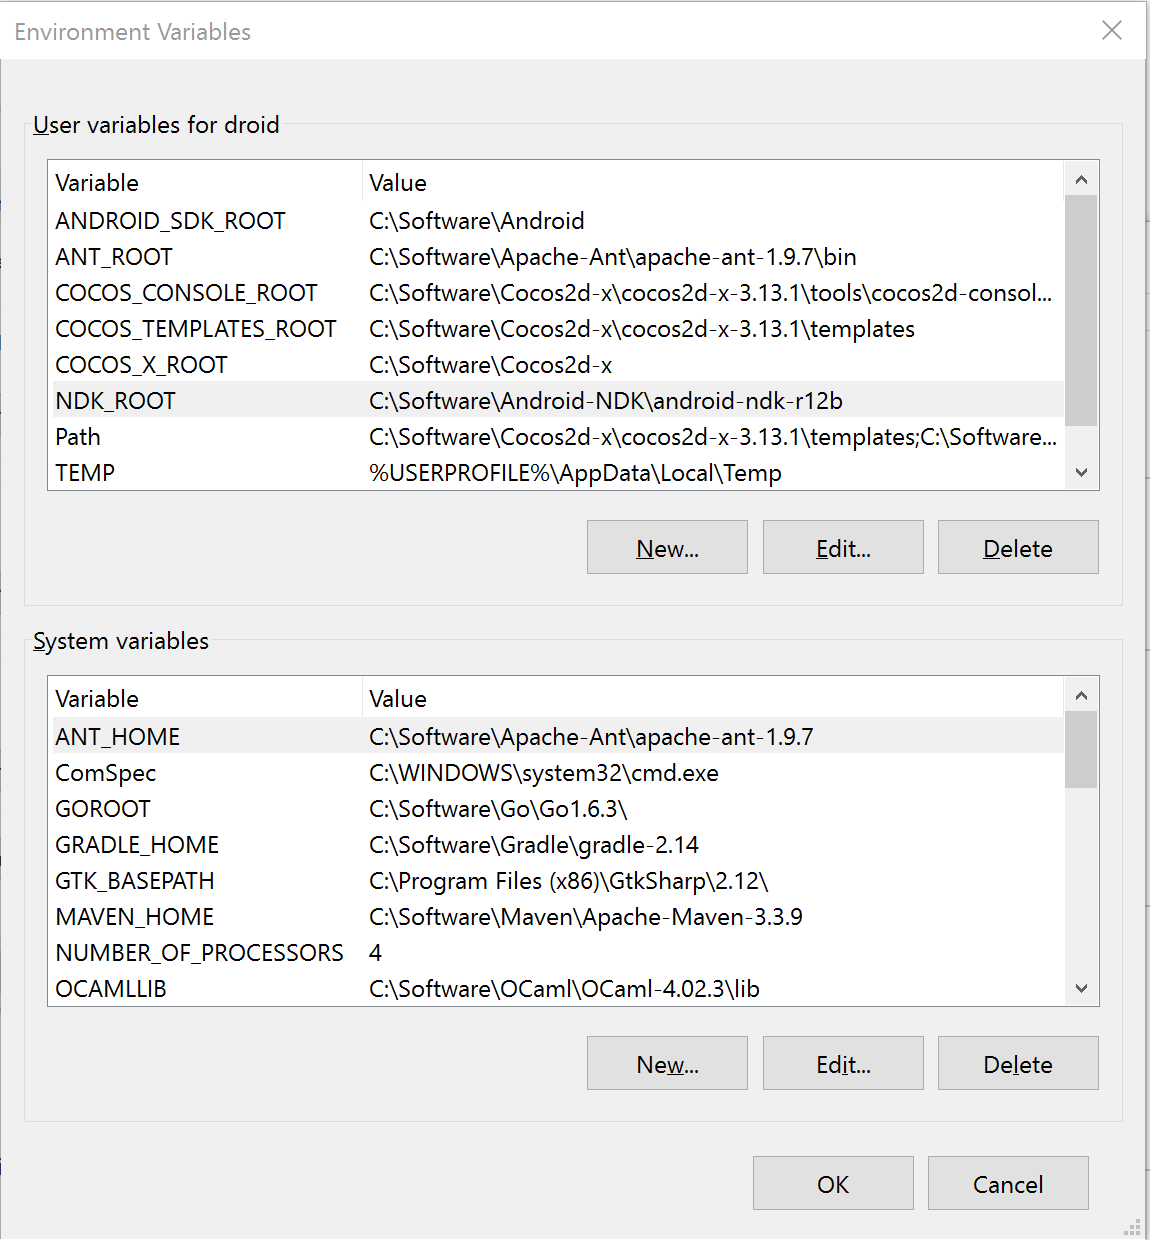 Environment Variables
User variables for droid
Variable Value
ANDROID_SDK_ROOT C:\Software\Android
ANT_ROOT C:\Software\Apache-Ant\apache-ant-1.9.7\bin
COCOS_CONSOLE_ROOT C:\Software\Cocos2d-x\cocos2d-x-3.13.1\tools\cocos2d-consol...
COCOS_TEMPLATES_ROOT C:\Software\Cocos2d-x\cocos2d-x-3.13.1\templates
COCOS_X_ROOT C:\Software\Cocos2d-x
NDK_ROOT C:\Software\Android-NDK\android-ndk-r12b
Path C:\Software\Cocos2d-x\cocos2d-x-3.13.1\templates;C:\Software...
TEMP %USERPROFILE%\AppData\Local\Temp
New... Edit... Delete
System variables
Variable Value
ANT_HOME C:\Software\Apache-Ant\apache-ant-1.9.7
ComSpec C:\WINDOWS\system32\cmd.exe
GOROOT C:\Software\Go\Go1.6.3\
GRADLE_HOME C:\Software\Gradle\gradle-2.14
GTK_BASEPATH C:\Program Files (x86)\GtkSharp\2.12\
MAVEN_HOME C:\Software\Maven\Apache-Maven-3.3.9
NUMBER_OF_PROCESSORS 4
OCAMLLIB C:\Software\OCaml\OCaml-4.02.3\lib
New... Edit... Delete
OK Cancel